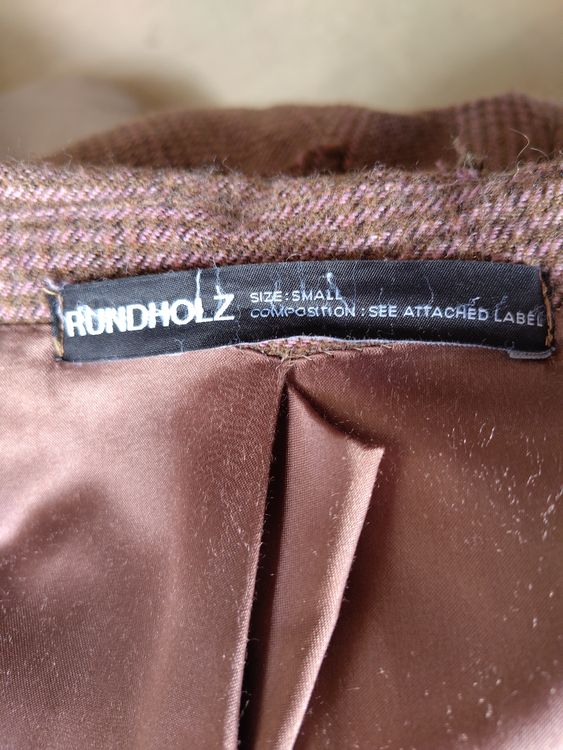 RUNDHOLZ
SIZE : SMALL
COMPOSITION : SEE ATTACHED LABEL